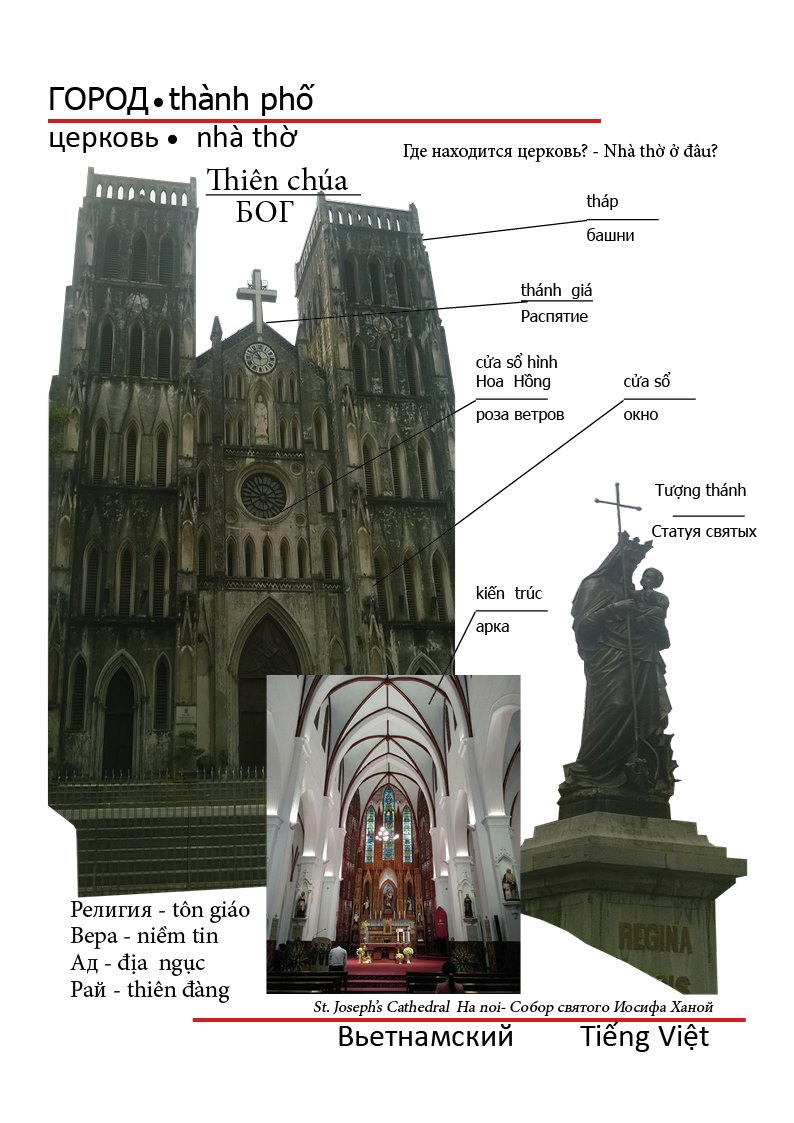 ГОРОД • thành phố
церковь • nhà thờ
Где находится церковь? - Nhà thờ ở đâu?
Thiên chúa
БОГ
tháp
башни
thánh giá
Распятие
cửa sổ hình
Hoa Hồng
роза ветров
cửa sổ
окно
Tượng thánh
Статуя святых
kiến trúc
арка
REGINA
Религия - tôn giáo
Вера - niềm tin
Ад - địa ngục
Рай - thiên đàng
St. Joseph's Cathedral Ha noi- Собор святого Иосифа Ханой
Вьетнамский Tiếng Việt